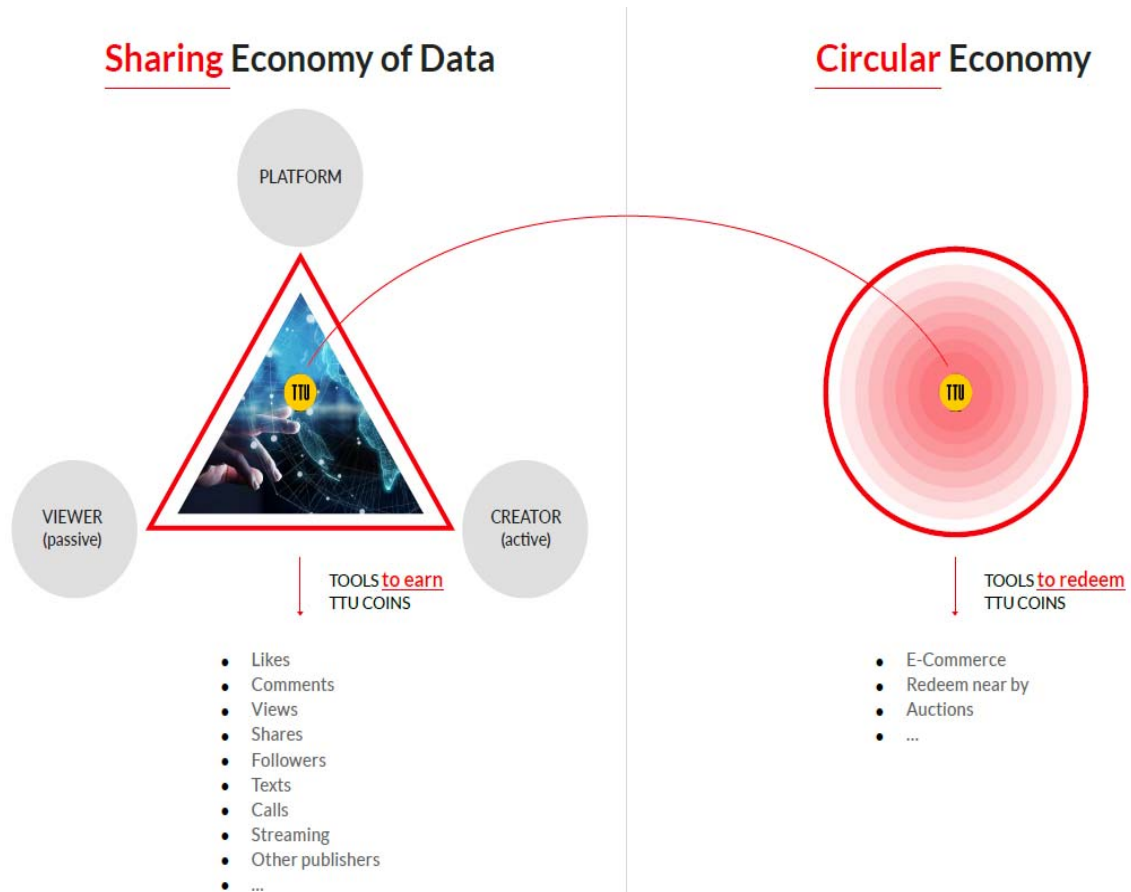 Sharing Economy of Data
PLATFORM
TTU
VIEWER
(passive)
CREATOR
(active)
TOOLS to earn
TTU COINS
• Likes
• Comments
• Views
• Shares
• Followers
• Texts
• Calls
• Streaming
• Other publishers
• ...
Circular Economy
TTU
TOOLS to redeem
TTU COINS
• E-Commerce
• Redeem near by
• Auctions
• ...